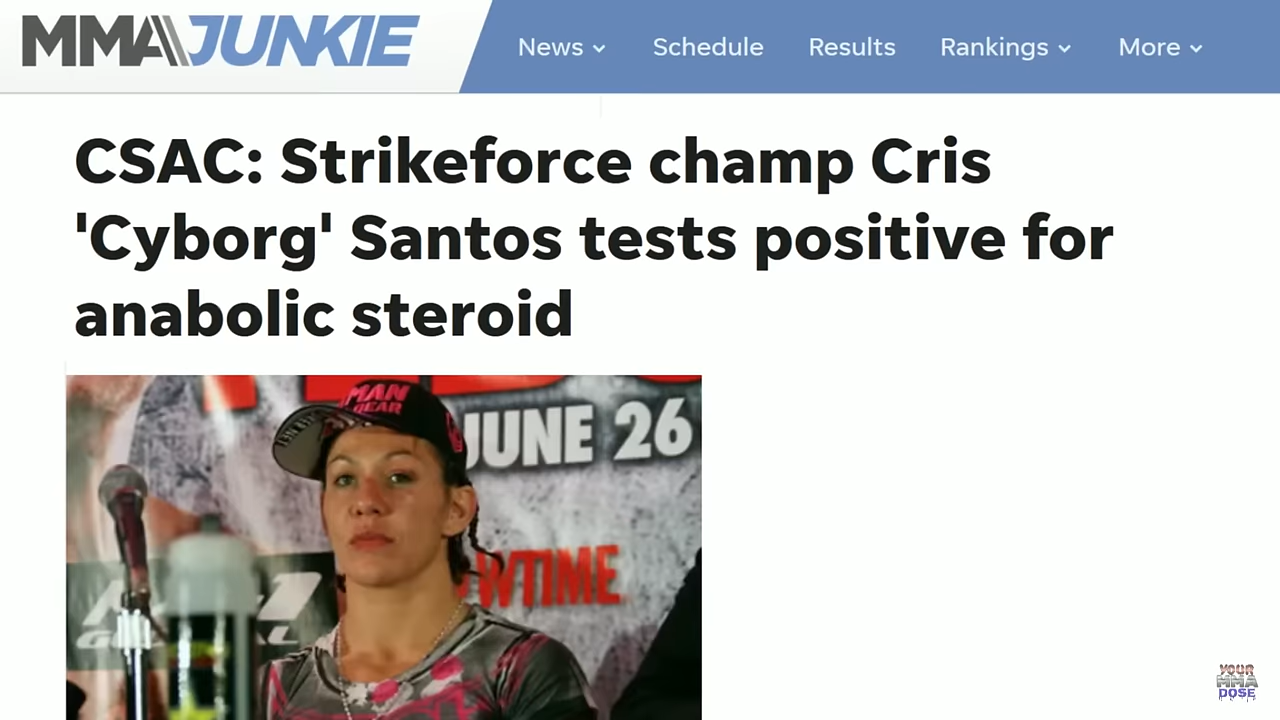 MMAJUNKIE
News
Schedule
Results
Rankings
More
CSAC: Strikeforce champ Cris
'Cyborg' Santos tests positive for
anabolic steroid
MAN
GEAR
JUNE 26
WTIME
YOUR
MMA
DOSE